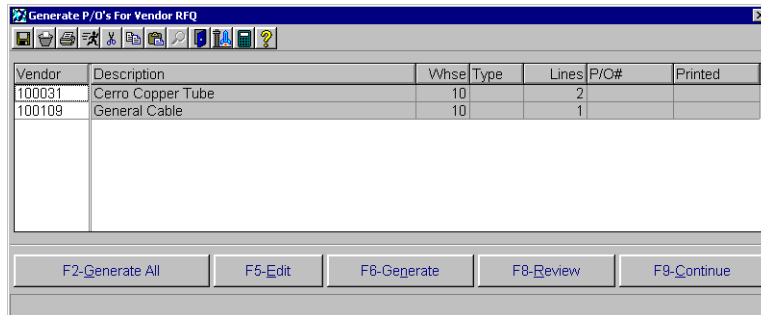 Generate P/O's For Vendor RFQ
Vendor Description Whse Type Lines P/O# Printed
100031 Cerro Copper Tube 10 2
100109 General Cable 10 1
F2-Generate All F5-Edit F6-Generate F8-Review F9-Continue